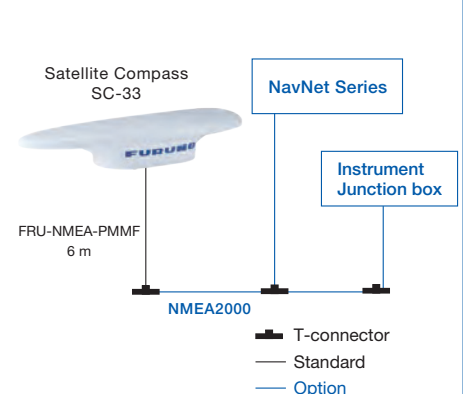 Satellite Compass
SC-33
NavNet Series
FURUNO
Instrument
Junction box
FRU-NMEA-PMMF
6 m
NMEA2000
T-connector
Standard
Option